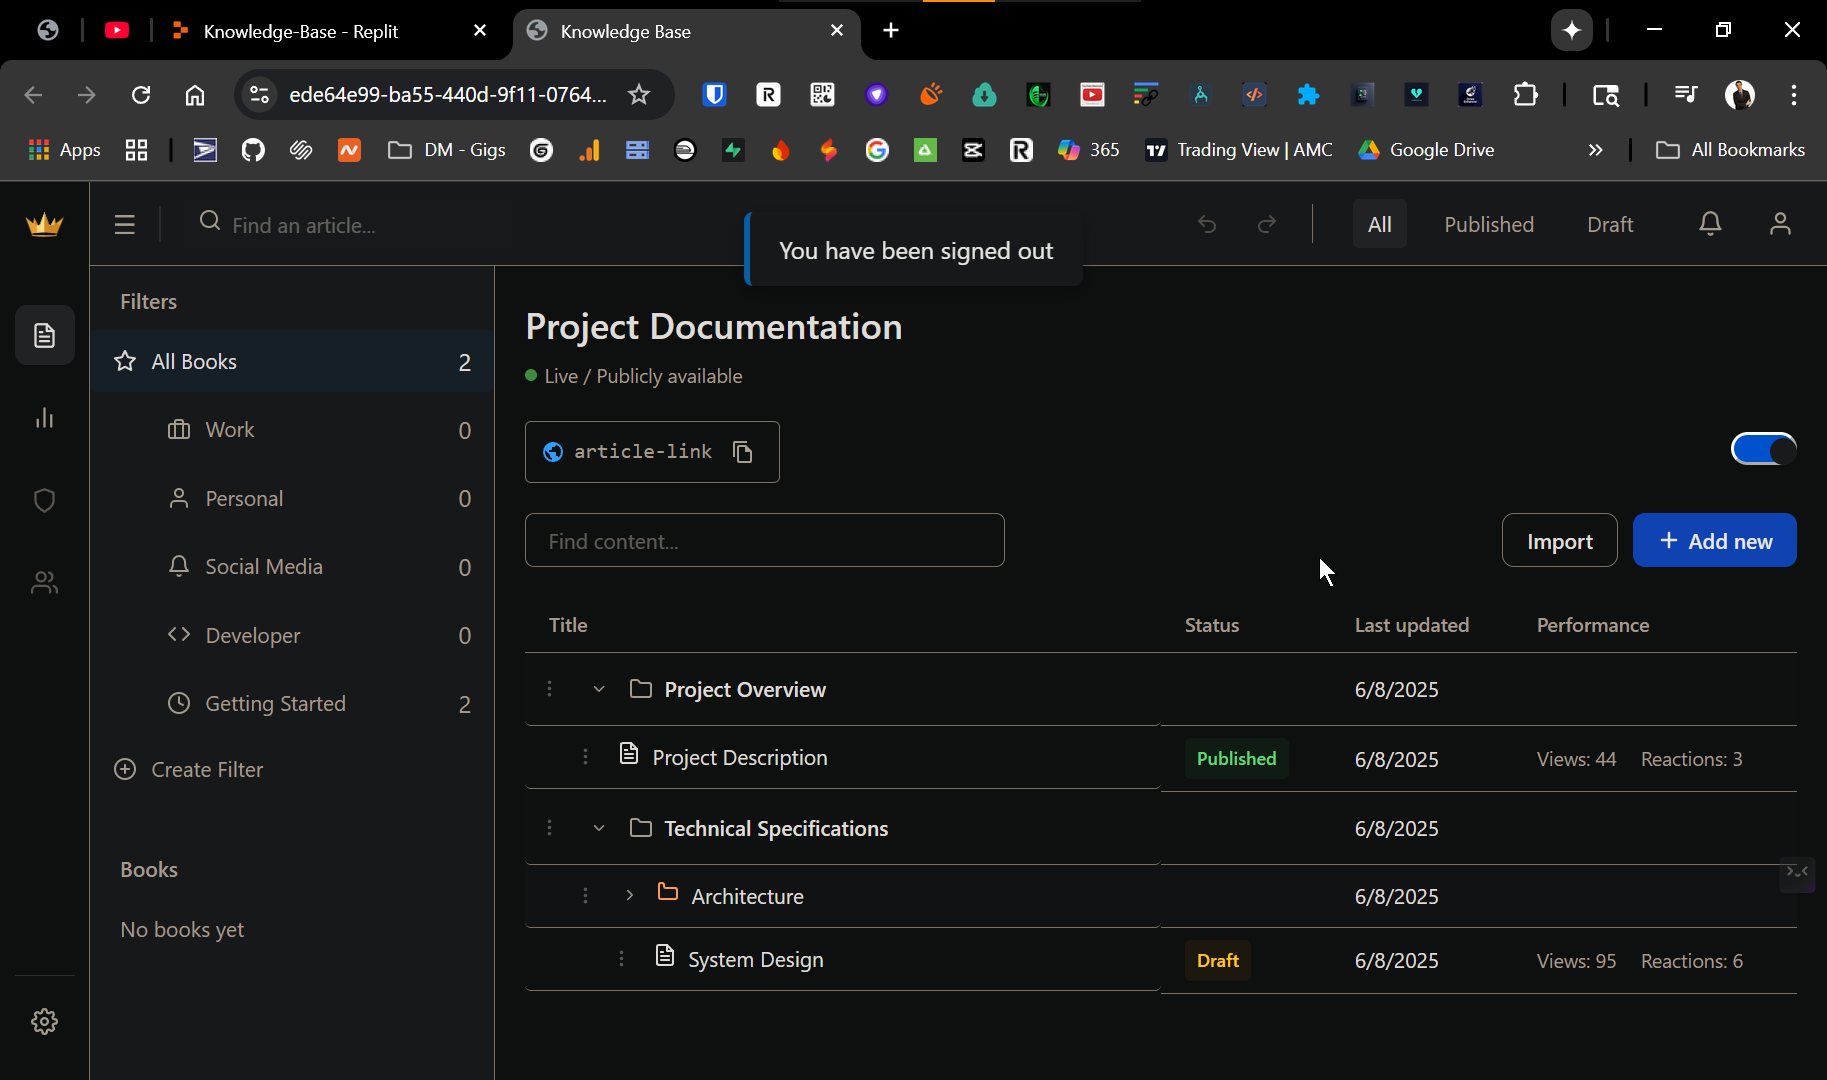 Knowledge-Base - Replit
Knowledge Base
ede64e99-ba55-440d-9f11-0764...
Apps
DM - Gigs
365
Trading View | AMC
Google Drive
All Bookmarks
Find an article...
You have been signed out
All
Published
Draft
Filters
All Books 2
Work 0
Personal 0
Social Media 0
Developer 0
Getting Started 2
Create Filter
Books
No books yet
Project Documentation
Live / Publicly available
article-link
Find content...
Import
+ Add new
Title Status Last updated Performance
Project Overview 6/8/2025
Project Description Published 6/8/2025 Views: 44 Reactions: 3
Technical Specifications 6/8/2025
Architecture 6/8/2025
System Design Draft 6/8/2025 Views: 95 Reactions: 6